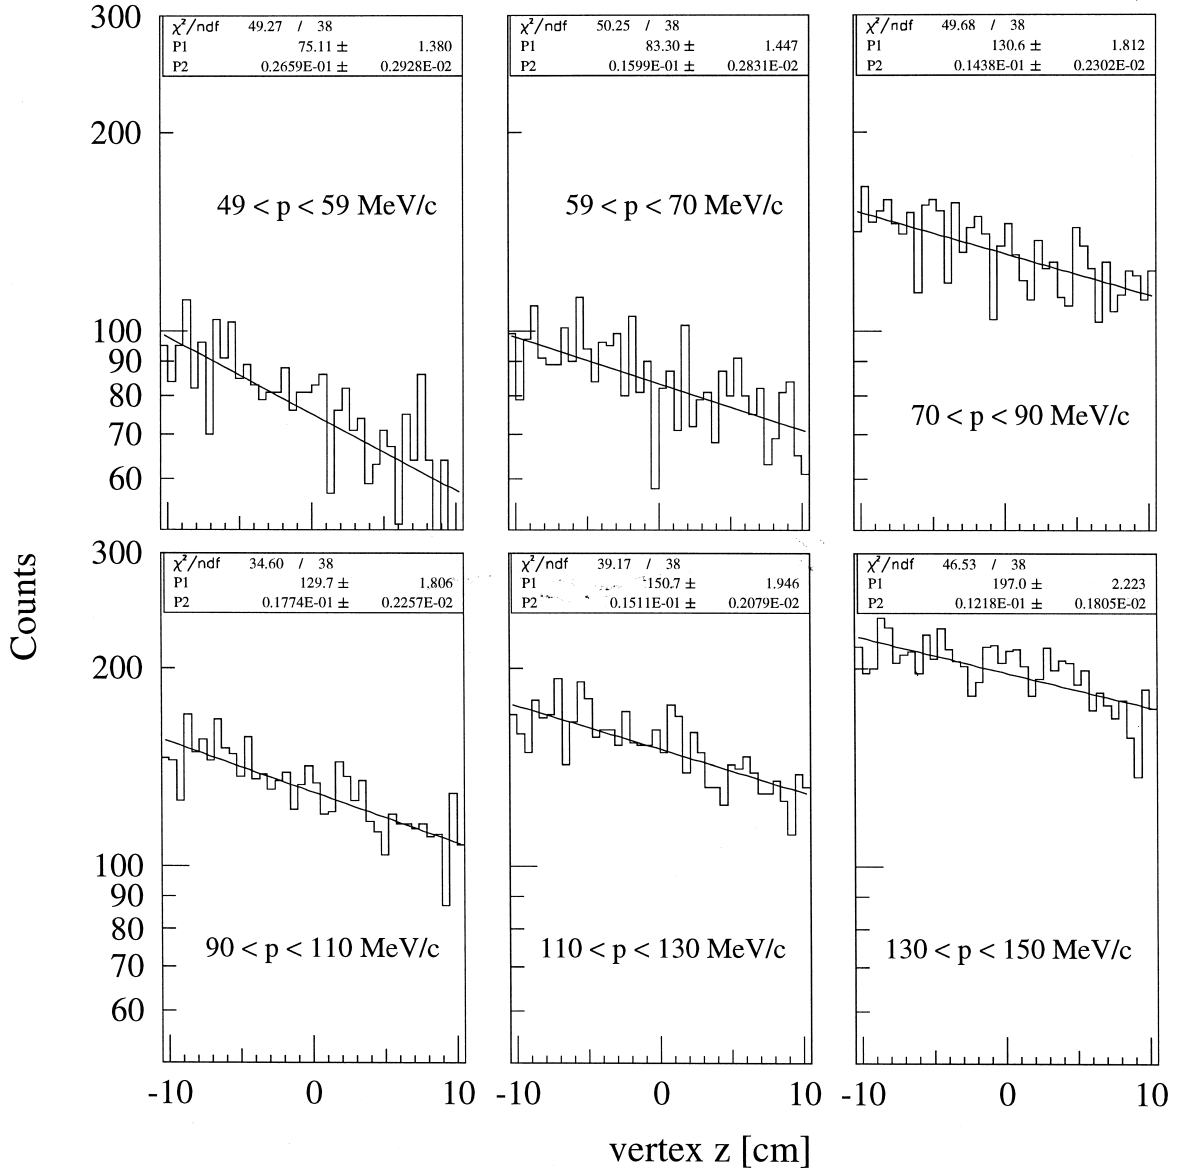 300
200
100
90
80
70
60
χ²/ndf 49.27 / 38
P1 75.11 ± 1.380
P2 0.2659E-01 ± 0.2928E-02
49 < p < 59 MeV/c
χ²/ndf 50.25 / 38
P1 83.30 ± 1.447
P2 0.1599E-01 ± 0.2831E-02
59 < p < 70 MeV/c
χ²/ndf 49.68 / 38
P1 130.6 ± 1.812
P2 0.1438E-01 ± 0.2302E-02
70 < p < 90 MeV/c
Counts
300
200
100
90
80
70
60
χ²/ndf 34.60 / 38
P1 129.7 ± 1.806
P2 0.1774E-01 ± 0.2257E-02
90 < p < 110 MeV/c
χ²/ndf 39.17 / 38
P1 150.7 ± 1.946
P2 0.1511E-01 ± 0.2079E-02
110 < p < 130 MeV/c
χ²/ndf 46.53 / 38
P1 197.0 ± 2.223
P2 0.1218E-01 ± 0.1805E-02
130 < p < 150 MeV/c
-10 0 10 -10 0 10 -10 0 10
vertex z [cm]